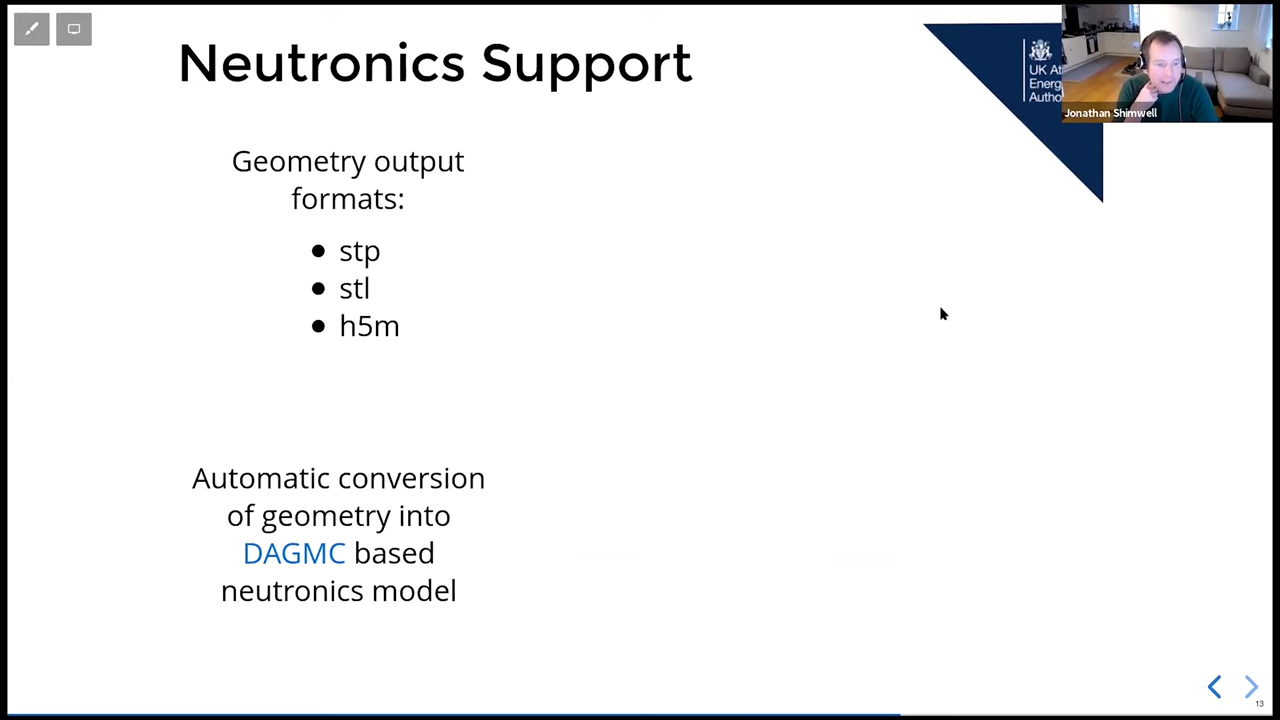 Neutronics Support
UK At
Energ
Autho
Jonathan Shimwell
Geometry output
formats:
• stp
• stl
• h5m
Automatic conversion
of geometry into
DAGMC based
neutronics model
13